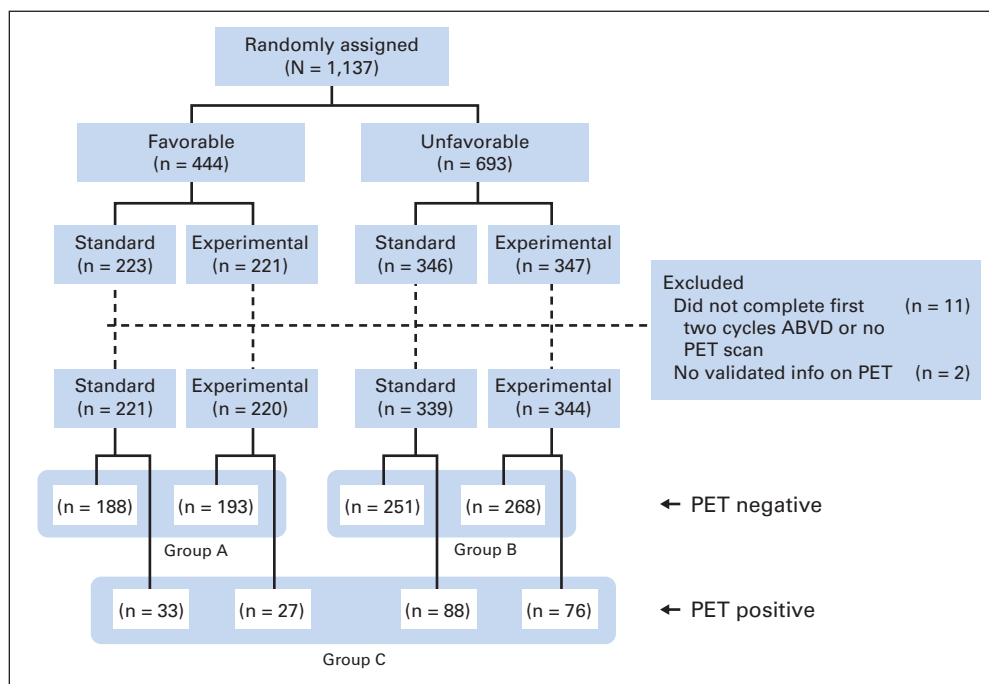 Randomly assigned
(N = 1,137)
Favorable
(n = 444)
Unfavorable
(n = 693)
Standard
(n = 223)
Experimental
(n = 221)
Standard
(n = 346)
Experimental
(n = 347)
Excluded
Did not complete first (n = 11)
two cycles ABVD or no
PET scan
No validated info on PET (n = 2)
Standard
(n = 221)
Experimental
(n = 220)
Standard
(n = 339)
Experimental
(n = 344)
(n = 188)
(n = 193)
(n = 251)
(n = 268)
← PET negative
Group A
Group B
(n = 33)
(n = 27)
(n = 88)
(n = 76)
← PET positive
Group C